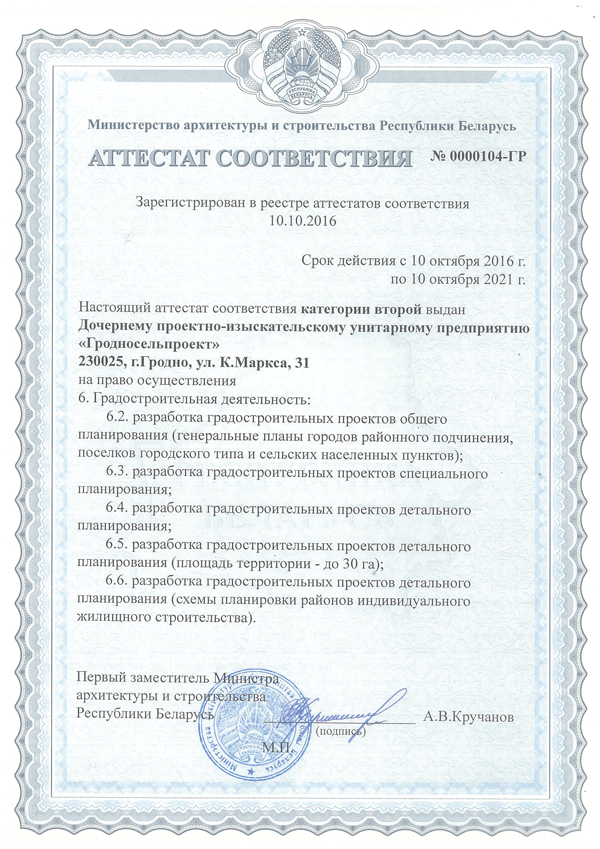 Министерство архитектуры и строительства Республики Беларусь
АТТЕСТАТ СООТВЕТСТВИЯ № 0000104-ГР
Зарегистрирован в реестре аттестатов соответствия
10.10.2016
Срок действия с 10 октября 2016 г.
по 10 октября 2021 г.
Настоящий аттестат соответствия категории второй выдан
Дочернему проектно-изыскательскому унитарному предприятию
«Гродносельпроект»
230025, г.Гродно, ул. К.Маркса, 31
на право осуществления
6. Градостроительная деятельность:
6.2. разработка градостроительных проектов общего
планирования (генеральные планы городов районного подчинения,
поселков городского типа и сельских населенных пунктов);
6.3. разработка градостроительных проектов специального
планирования;
6.4. разработка градостроительных проектов детального
планирования;
6.5. разработка градостроительных проектов детального
планирования (площадь территории - до 30 га);
6.6. разработка градостроительных проектов детального
планирования (схемы планировки районов индивидуального
жилищного строительства).
Первый заместитель Министра
архитектуры и строительства
Республики Беларусь А.В.Кручанов
(подпись)
М.П.